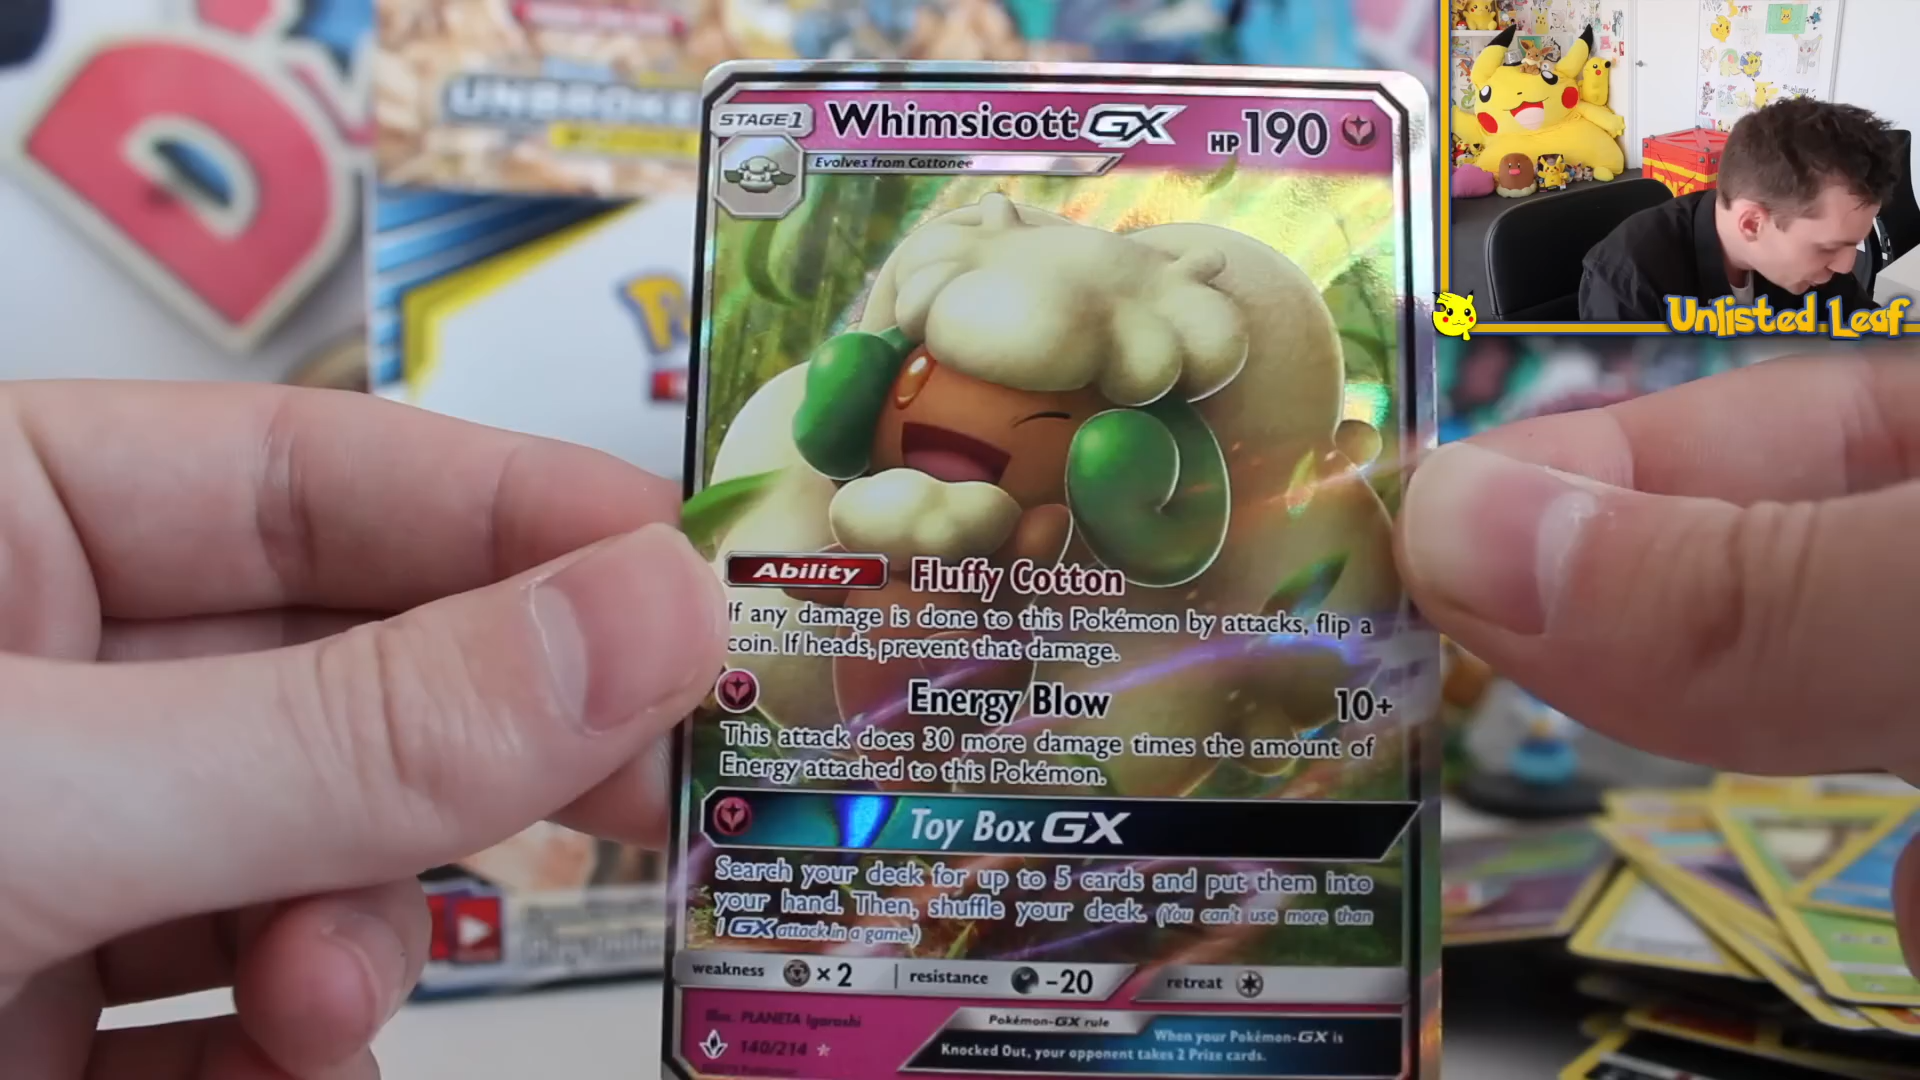 UNBROKE
STAGE1
Whimsicott GX
HP 190
Evolves from Cottonee
Unlisted Leaf
Ability Fluffy Cotton
If any damage is done to this Pokémon by attacks, flip a
coin. If heads, prevent that damage.
Energy Blow 10+
This attack does 30 more damage times the amount of
Energy attached to this Pokémon.
Toy Box GX
Search your deck for up to 5 cards and put them into
your hand. Then, shuffle your deck. (You can't use more than
1 GX attack in a game.)
weakness ×2 resistance -20 retreat
Illus. PLANETA Igarashi
140/214
Pokémon-GX rule
When your Pokémon-GX is
Knocked Out, your opponent takes 2 Prize cards.